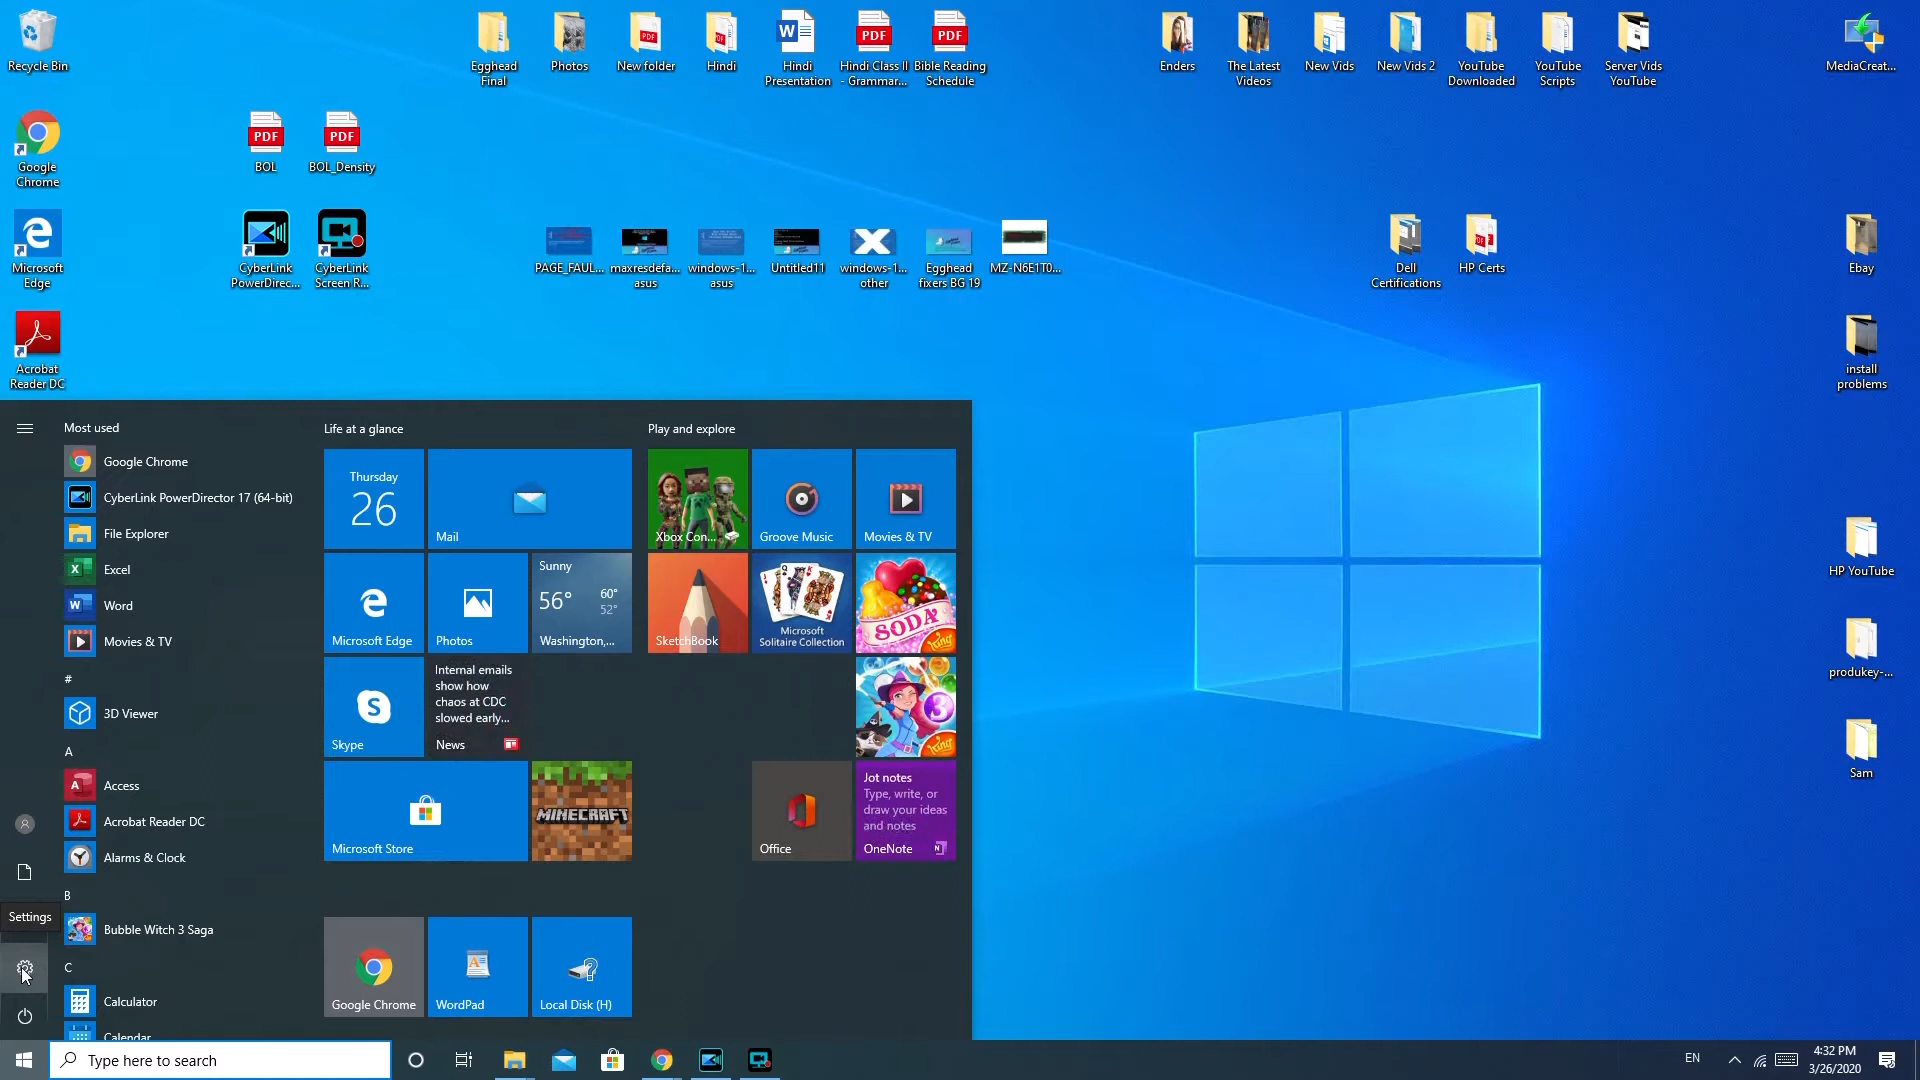 Recycle Bin
Egghead
Final
Photos
New folder
Hindi
Hindi
Presentation
Hindi Class II
- Grammar...
Bible Reading
Schedule
Enders
The Latest
Videos
New Vids
New Vids 2
YouTube
Downloaded
YouTube
Scripts
Server Vids
YouTube
MediaCreat...
Google
Chrome
PDF
BOL
PDF
BOL_Density
Microsoft
Edge
CyberLink
PowerDirec...
CyberLink
Screen R...
PAGE_FAUL...
maxresdefa...
asus
windows-1...
asus
Untitled11
windows-1...
other
Egghead
fixers BG 19
MZ-N6E1T0...
Dell
Certifications
HP Certs
Ebay
Acrobat
Reader DC
install
problems
HP YouTube
produkey-...
Sam
Most used
Google Chrome
CyberLink PowerDirector 17 (64-bit)
File Explorer
Excel
Word
Movies & TV
#
3D Viewer
A
Access
Acrobat Reader DC
Alarms & Clock
B
Bubble Witch 3 Saga
C
Calculator
Calendar
Settings
Life at a glance
Thursday
26
Mail
Microsoft Edge
Photos
Sunny
56°
60°
52°
Washington,...
Skype
Internal emails
show how
chaos at CDC
slowed early...
News
Microsoft Store
MINECRAFT
Google Chrome
WordPad
Local Disk (H)
Play and explore
Xbox Con...
Groove Music
Movies & TV
SketchBook
Microsoft
Solitaire Collection
SODA
King
3
King
Office
Jot notes
Type, write, or
draw your ideas
and notes
OneNote
Type here to search
EN
4:32 PM
3/26/2020